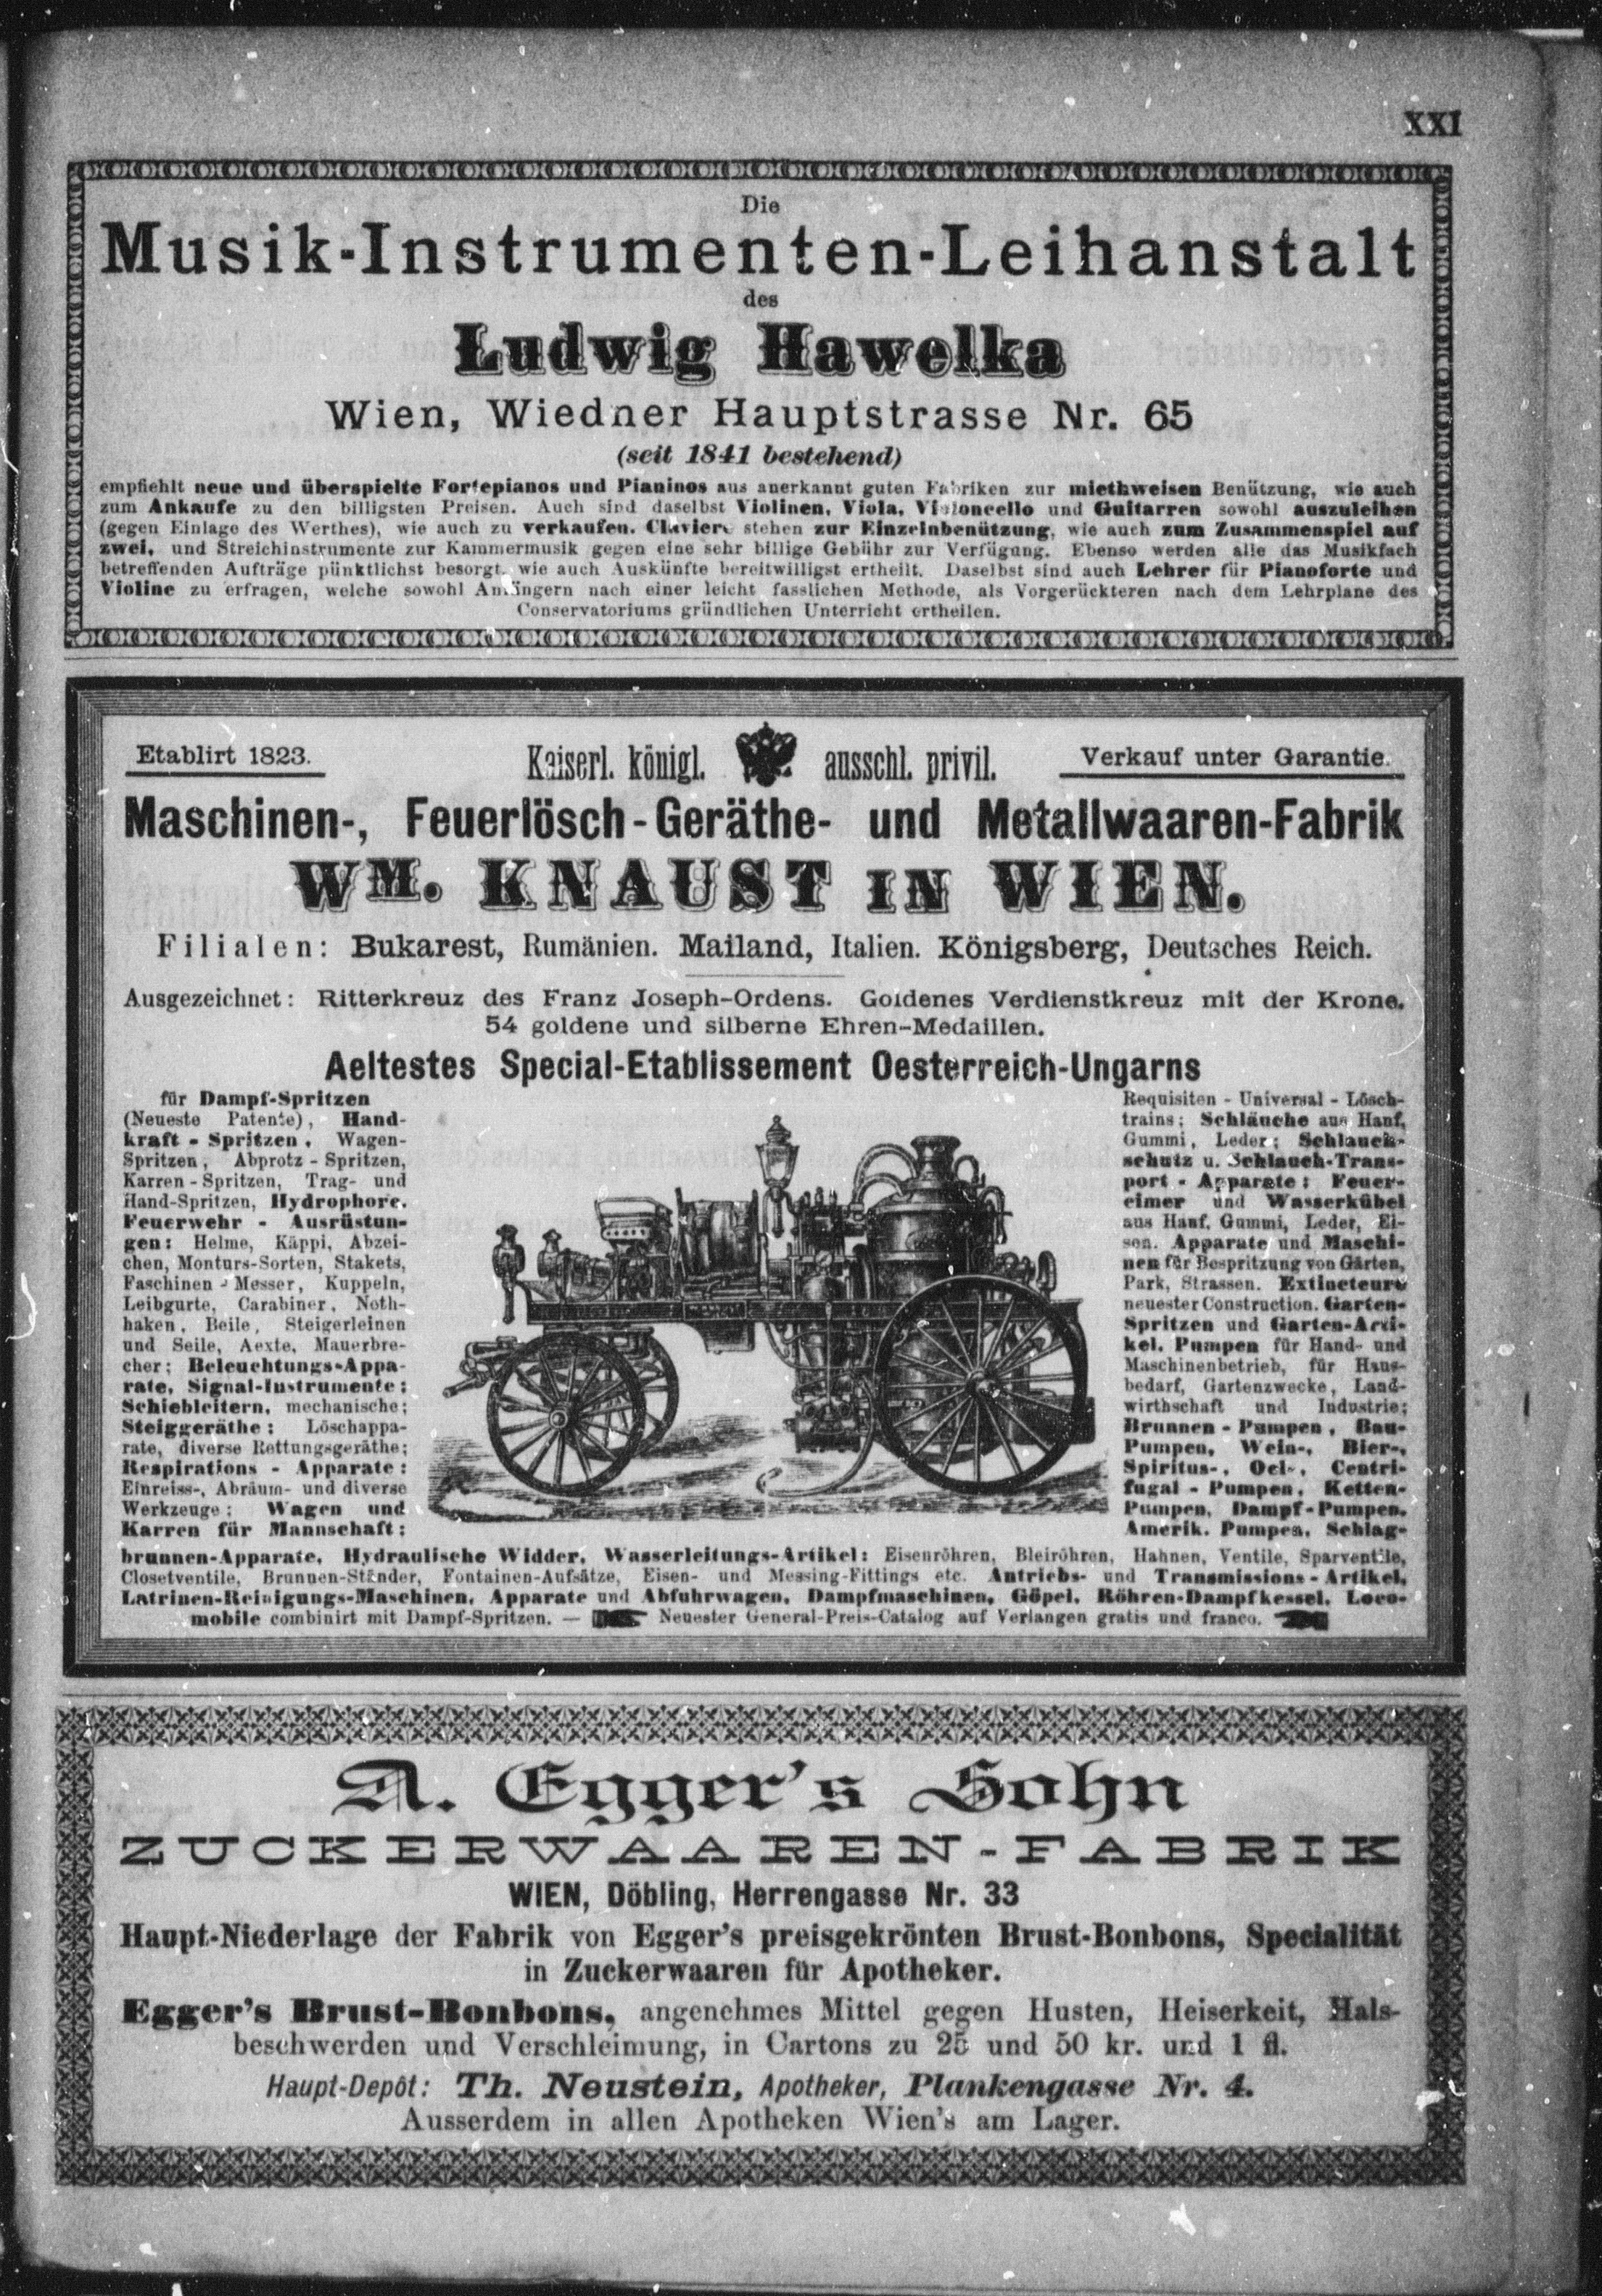 XXI
Die
Musik-Instrumenten-Leihanstalt
des
Ludwig Hawelka
Wien, Wiedner Hauptstrasse Nr. 65
(seit 1841 bestehend)
empfiehlt neue und überspielte Fortepianos und Pianinos aus anerkannt guten Fabriken zur miethweisen Benützung, wie auch
zum Ankaufe zu den billigsten Preisen. Auch sind daselbst Violinen, Viola, Violoncello und Guitarren sowohl auszuleihen
(gegen Einlage des Werthes), wie auch zu verkaufen. Claviere stehen zur Einzelnbenützung, wie auch zum Zusammenspiel auf
zwei, und Streichinstrumente zur Kammermusik gegen eine sehr billige Gebühr zur Verfügung. Ebenso werden alle das Musikfach
betreffenden Aufträge pünktlichst besorgt, wie auch Auskünfte bereitwilligst ertheilt. Daselbst sind auch Lehrer für Pianoforte und
Violine zu erfragen, welche sowohl Anfängern nach einer leicht fasslichen Methode, als Vorgerückteren nach dem Lehrplane des
Conservatoriums gründlichen Unterricht ertheilen.
Etablirt 1823.
Kaiserl. königl. ausschl. privil.
Verkauf unter Garantie.
Maschinen-, Feuerlösch-Geräthe- und Metallwaaren-Fabrik
WM. KNAUST IN WIEN.
Filialen: Bukarest, Rumänien. Mailand, Italien. Königsberg, Deutsches Reich.
Ausgezeichnet: Ritterkreuz des Franz Joseph-Ordens. Goldenes Verdienstkreuz mit der Krone.
54 goldene und silberne Ehren-Medaillen.
Aeltestes Special-Etablissement Oesterreich-Ungarns
für Dampf-Spritzen
(Neueste Patente), Hand-
kraft - Spritzen, Wagen-
Spritzen, Abprotz - Spritzen,
Karren - Spritzen, Trag- und
Hand-Spritzen, Hydrophore.
Feuerwehr - Ausrüstun-
gen: Helme, Käppi, Abzei-
chen, Monturs-Sorten, Stakets,
Faschinen - Messer, Kuppeln,
Leibgurte, Carabiner, Noth-
haken, Beile, Steigerleinen
und Seile, Aexte, Mauerbre-
cher; Beleuchtungs-Appa-
rate, Signal-Instrumente;
Schiebleitern, mechanische;
Steiggeräthe: Löschappa-
rate, diverse Rettungsgeräthe;
Respirations - Apparate:
Einreiss-, Abräum- und diverse
Werkzeuge; Wagen und
Karren für Mannschaft:
Requisiten - Universal - Lösch-
trains; Schläuche aus Hanf,
Gummi, Leder; Schlauch-
schutz u. Schlauch-Trans-
port - Apparate: Feuer-
eimer und Wasserkübel
aus Hanf, Gummi, Leder, Ei-
sen. Apparate und Maschi-
nen für Bespritzung von Gärten,
Park, Strassen. Extincteure
neuester Construction. Garten-
Spritzen und Garten-Arti-
kel. Pumpen für Hand- und
Maschinenbetrieb, für Haus-
bedarf, Gartenzwecke, Land-
wirthschaft und Industrie;
Brunnen - Pumpen, Bau-
Pumpen, Wein-, Bier-,
Spiritus-, Oel-, Centri-
fugal - Pumpen, Ketten-
Pumpen, Dampf-Pumpen,
Amerik. Pumpen, Schlag-
brunnen-Apparate, Hydraulische Widder, Wasserleitungs-Artikel: Eisenröhren, Bleiröhren, Hahnen, Ventile, Sparventile,
Closetventile, Brunnen-Ständer, Fontainen-Aufsätze, Eisen- und Messing-Fittings etc. Antriebs- und Transmissions-Artikel,
Latrinen-Reinigungs-Maschinen, Apparate und Abfuhrwagen, Dampfmaschinen, Göpel, Röhren-Dampfkessel, Loco-
mobile combinirt mit Dampf-Spritzen. — Neuester General-Preis-Catalog auf Verlangen gratis und franco.
A. Egger's Sohn
ZUCKERWAAREN-FABRIK
WIEN, Döbling, Herrengasse Nr. 33
Haupt-Niederlage der Fabrik von Egger's preisgekrönten Brust-Bonbons, Specialität
in Zuckerwaaren für Apotheker.
Egger's Brust-Bonbons, angenehmes Mittel gegen Husten, Heiserkeit, Hals-
beschwerden und Verschleimung, in Cartons zu 25 und 50 kr. und 1 fl.
Haupt-Depôt: Th. Neustein, Apotheker, Plankengasse Nr. 4.
Ausserdem in allen Apotheken Wien's am Lager.